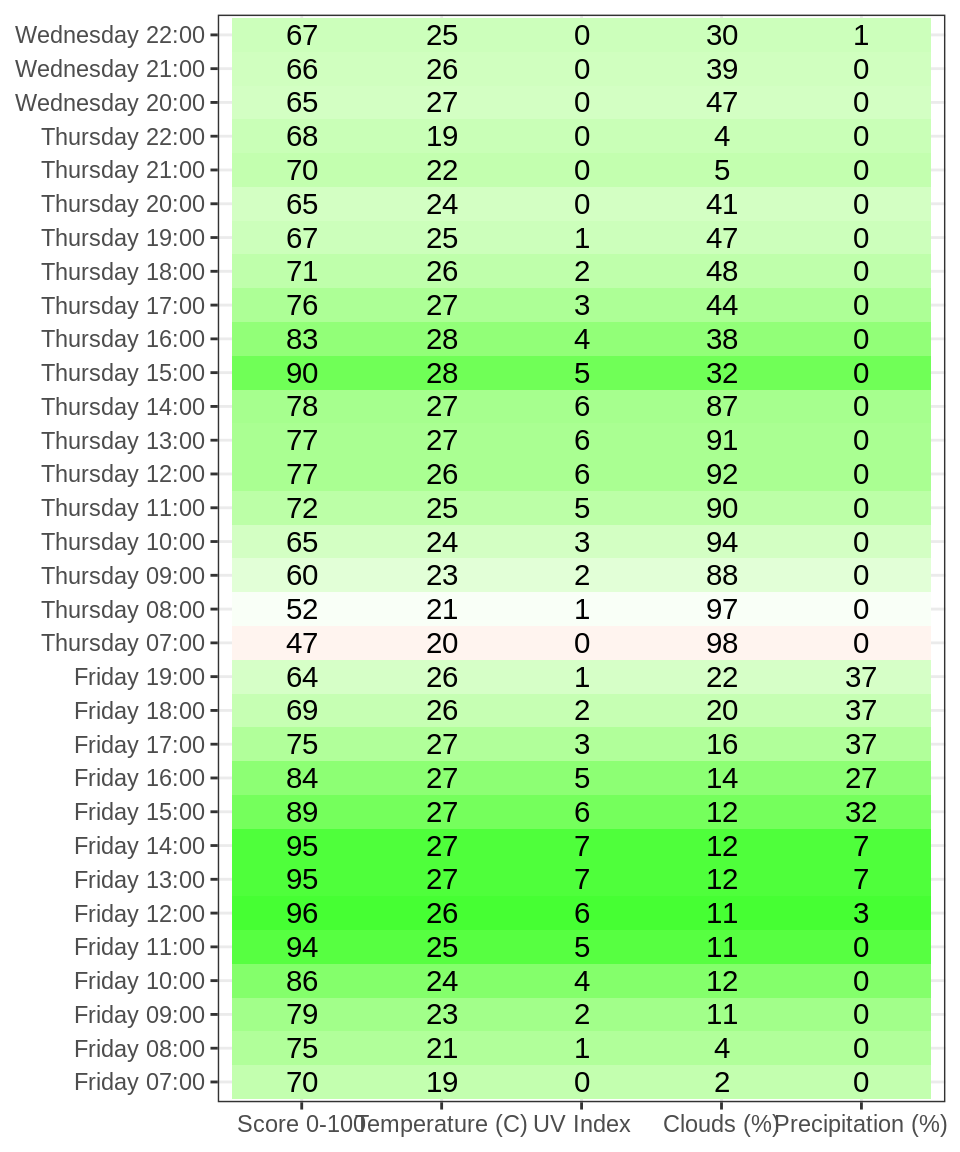 Wednesday 22:00 67 25 0 30 1
Wednesday 21:00 66 26 0 39 0
Wednesday 20:00 65 27 0 47 0
Thursday 22:00 68 19 0 4 0
Thursday 21:00 70 22 0 5 0
Thursday 20:00 65 24 0 41 0
Thursday 19:00 67 25 1 47 0
Thursday 18:00 71 26 2 48 0
Thursday 17:00 76 27 3 44 0
Thursday 16:00 83 28 4 38 0
Thursday 15:00 90 28 5 32 0
Thursday 14:00 78 27 6 87 0
Thursday 13:00 77 27 6 91 0
Thursday 12:00 77 26 6 92 0
Thursday 11:00 72 25 5 90 0
Thursday 10:00 65 24 3 94 0
Thursday 09:00 60 23 2 88 0
Thursday 08:00 52 21 1 97 0
Thursday 07:00 47 20 0 98 0
Friday 19:00 64 26 1 22 37
Friday 18:00 69 26 2 20 37
Friday 17:00 75 27 3 16 37
Friday 16:00 84 27 5 14 27
Friday 15:00 89 27 6 12 32
Friday 14:00 95 27 7 12 7
Friday 13:00 95 27 7 12 7
Friday 12:00 96 26 6 11 3
Friday 11:00 94 25 5 11 0
Friday 10:00 86 24 4 12 0
Friday 09:00 79 23 2 11 0
Friday 08:00 75 21 1 4 0
Friday 07:00 70 19 0 2 0
Score 0-100 Temperature (C) UV Index Clouds (%) Precipitation (%)